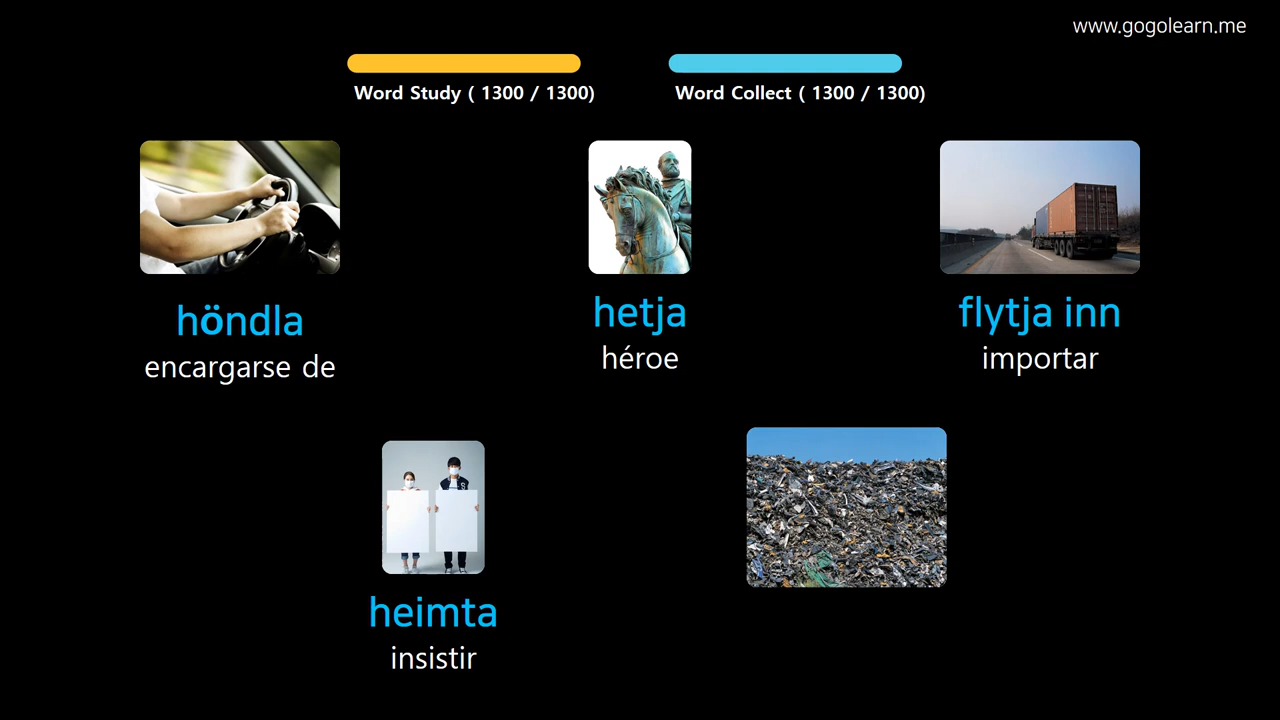 www.gogolearn.me
Word Study ( 1300 / 1300)
Word Collect ( 1300 / 1300)
höndla
encargarse de
hetja
héroe
flytja inn
importar
heimta
insistir